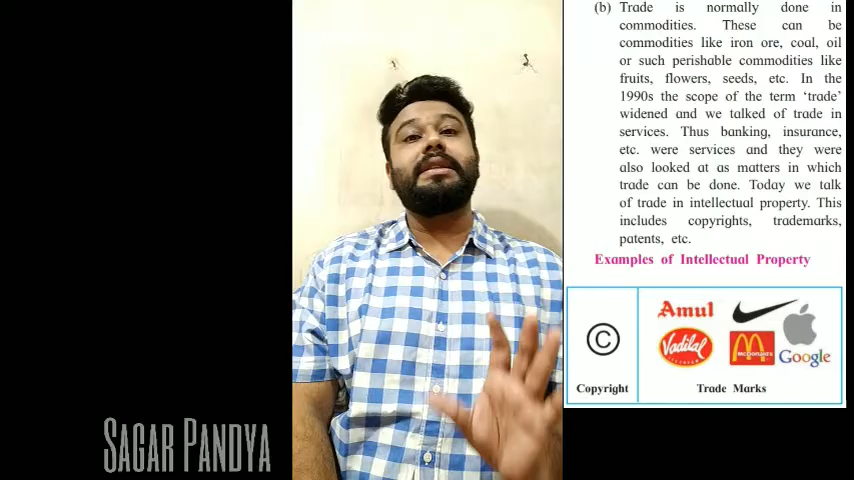 (b) Trade is normally done in
commodities. These can be
commodities like iron ore, coal, oil
or such perishable commodities like
fruits, flowers, seeds, etc. In the
1990s the scope of the term ‘trade’
widened and we talked of trade in
services. Thus banking, insurance,
etc. were services and they were
also looked at as matters in which
trade can be done. Today we talk
of trade in intellectual property. This
includes copyrights, trademarks,
patents, etc.
Examples of Intellectual Property
©
Copyright
Amul
Vadilal
McDonald's
Google
Trade Marks
SAGAR PANDYA